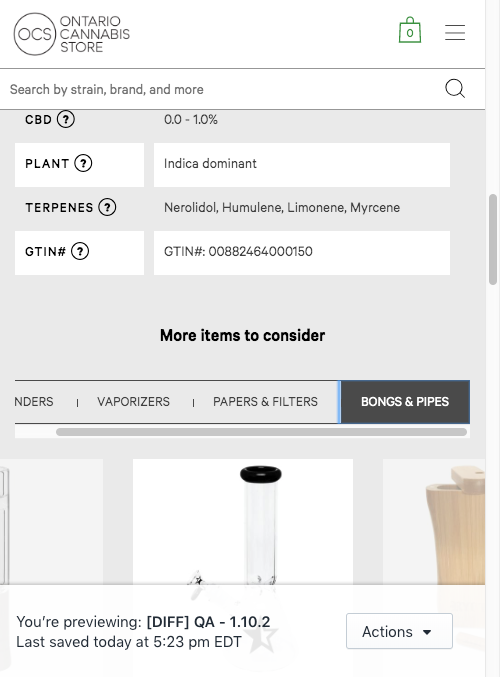 OCS
ONTARIO
CANNABIS
STORE
0
Search by strain, brand, and more
CBD ?
0.0 - 1.0%
PLANT ?
Indica dominant
TERPENES ?
Nerolidol, Humulene, Limonene, Myrcene
GTIN# ?
GTIN#: 00882464000150
More items to consider
NDERS | VAPORIZERS | PAPERS & FILTERS BONGS & PIPES
You're previewing: [DIFF] QA - 1.10.2
Last saved today at 5:23 pm EDT
Actions